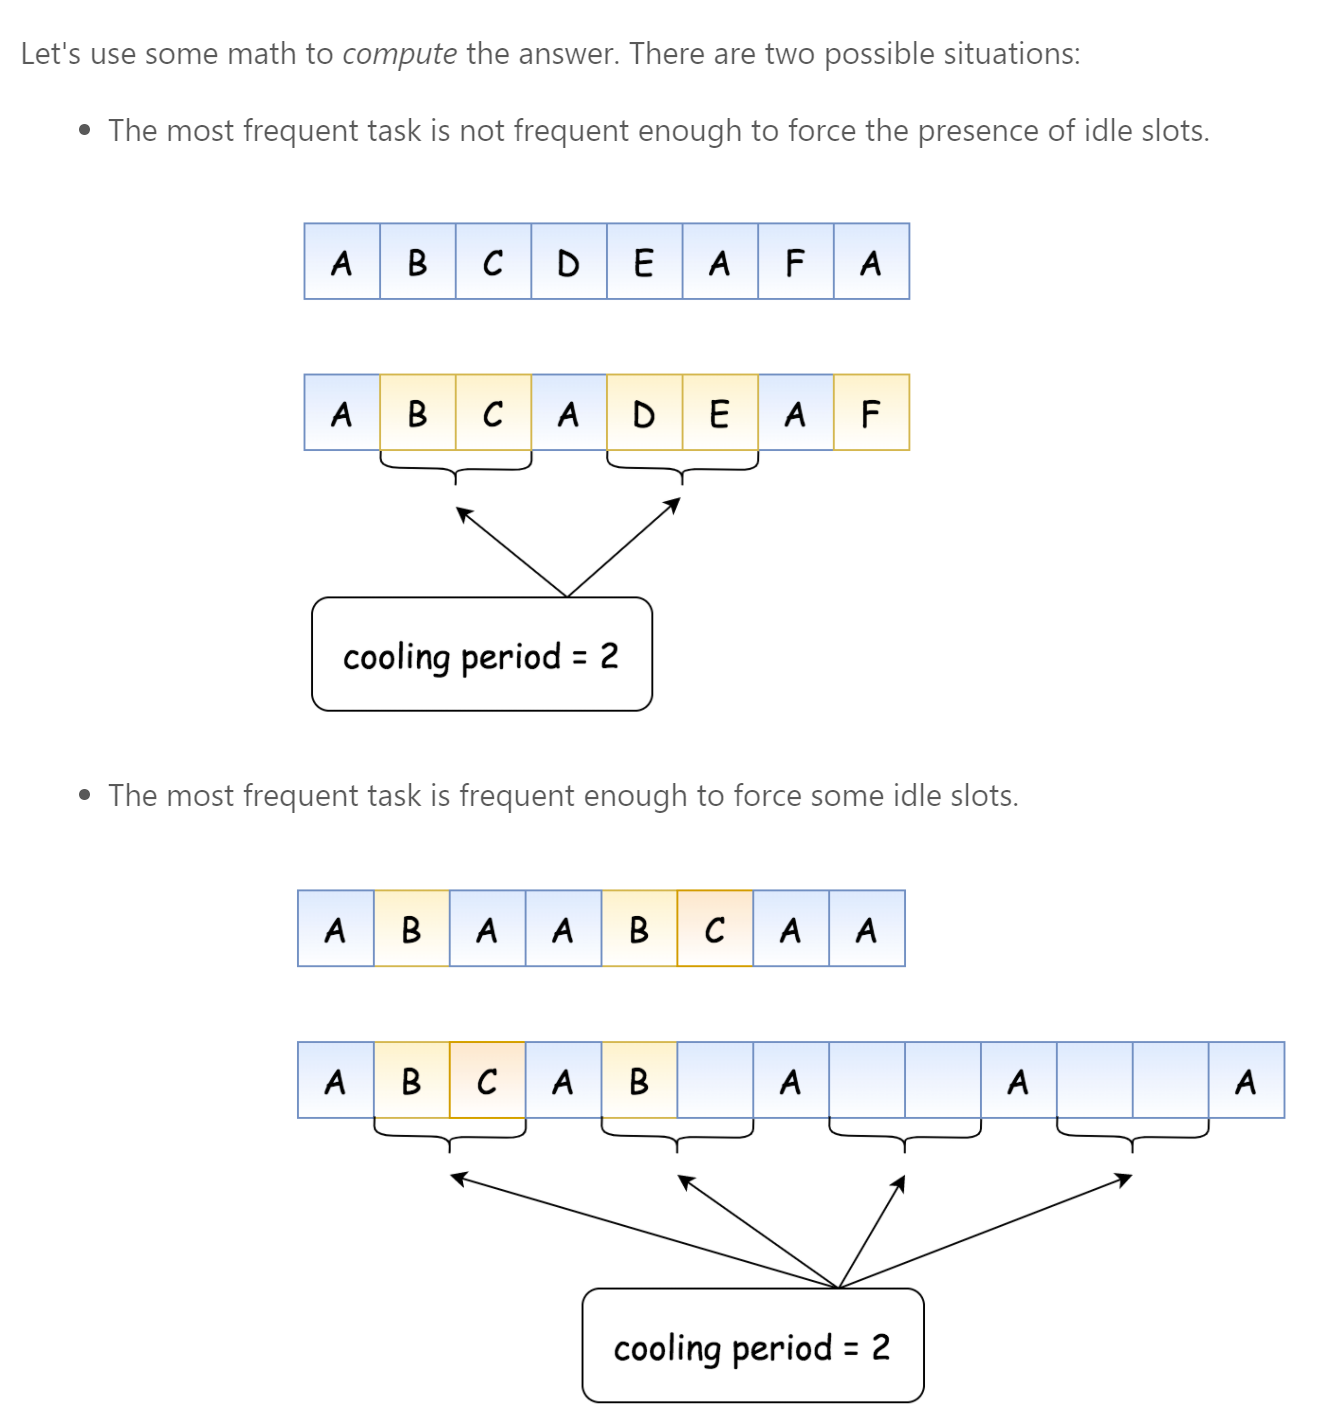 Let's use some math to compute the answer. There are two possible situations:
The most frequent task is not frequent enough to force the presence of idle slots.
A B C D E A F A
A B C A D E A F
cooling period = 2
The most frequent task is frequent enough to force some idle slots.
A B A A B C A A
A B C A B A A A
cooling period = 2